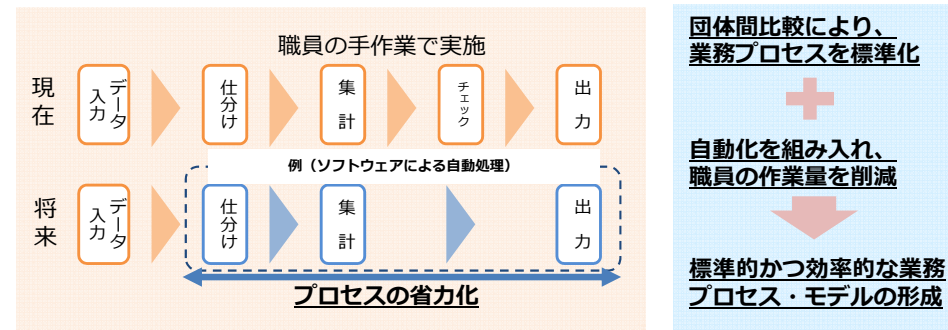 職員の手作業で実施
現在
データ入力
仕分け
集計
チェック
出力
例（ソフトウェアによる自動処理）
将来
データ入力
仕分け
集計
出力
プロセスの省力化
団体間比較により、
業務プロセスを標準化
自動化を組み入れ、
職員の作業量を削減
標準的かつ効率的な業務
プロセス・モデルの形成